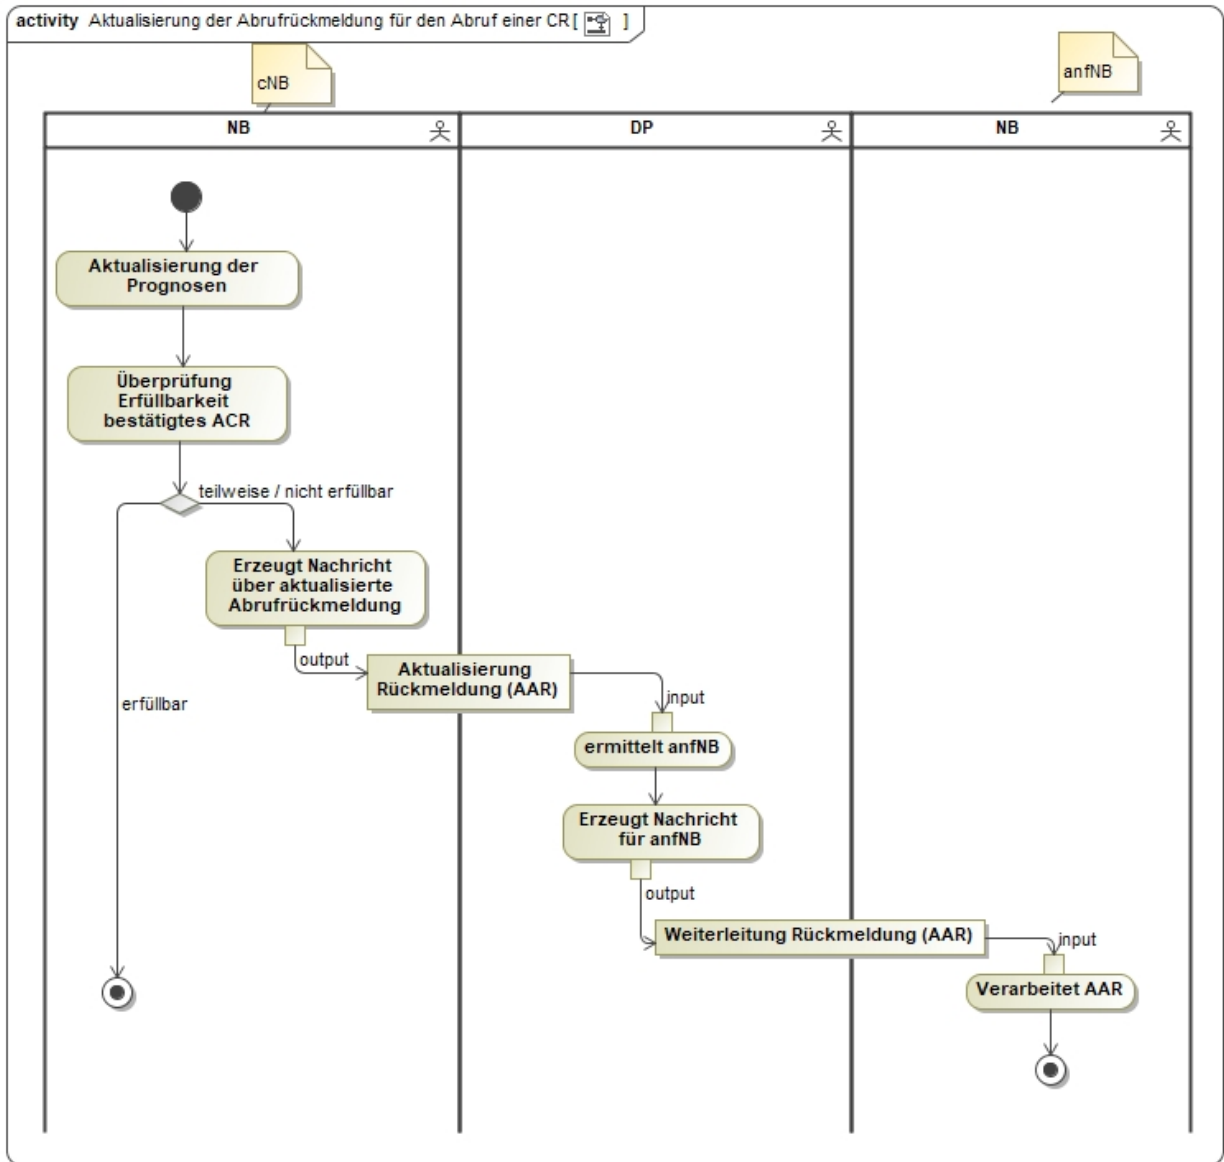 activity Aktualisierung der Abrufrückmeldung für den Abruf einer CR [ ]
cNB
anfNB
NB
DP
NB
Aktualisierung der
Prognosen
Überprüfung
Erfüllbarkeit
bestätigtes ACR
teilweise / nicht erfüllbar
Erzeugt Nachricht
über aktualisierte
Abrufrückmeldung
output
Aktualisierung
Rückmeldung (AAR)
input
erfüllbar
ermittelt anfNB
Erzeugt Nachricht
für anfNB
output
Weiterleitung Rückmeldung (AAR)
input
Verarbeitet AAR